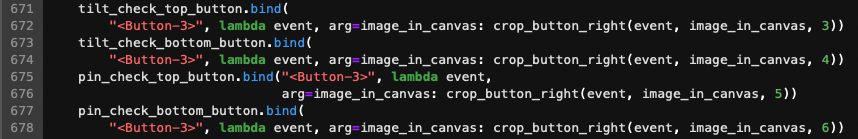 671 tilt_check_top_button.bind(
672 "<Button-3>", lambda event, arg=image_in_canvas: crop_button_right(event, image_in_canvas, 3))
673 tilt_check_bottom_button.bind(
674 "<Button-3>", lambda event, arg=image_in_canvas: crop_button_right(event, image_in_canvas, 4))
675 pin_check_top_button.bind("<Button-3>", lambda event,
676 arg=image_in_canvas: crop_button_right(event, image_in_canvas, 5))
677 pin_check_bottom_button.bind(
678 "<Button-3>", lambda event, arg=image_in_canvas: crop_button_right(event, image_in_canvas, 6))